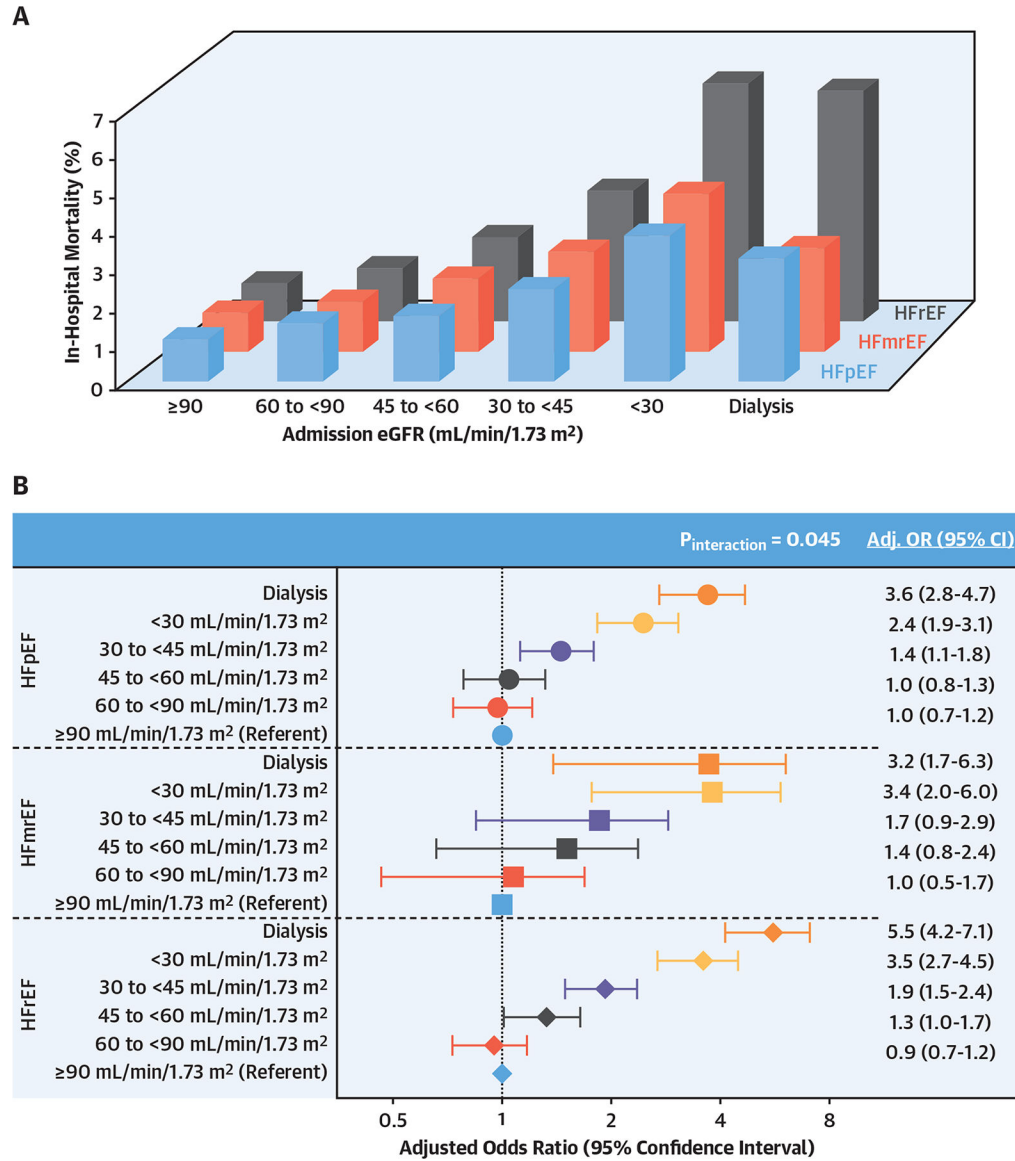 A
In-Hospital Mortality (%)
7
6
5
4
3
2
1
0
HFrEF
HFmrEF
HFpEF
≥90
60 to <90
45 to <60
30 to <45
<30
Dialysis
Admission eGFR (mL/min/1.73 m²)
B
Pinteraction = 0.045 Adj. OR (95% CI)
HFpEF
Dialysis 3.6 (2.8-4.7)
<30 mL/min/1.73 m² 2.4 (1.9-3.1)
30 to <45 mL/min/1.73 m² 1.4 (1.1-1.8)
45 to <60 mL/min/1.73 m² 1.0 (0.8-1.3)
60 to <90 mL/min/1.73 m² 1.0 (0.7-1.2)
≥90 mL/min/1.73 m² (Referent)
HFmrEF
Dialysis 3.2 (1.7-6.3)
<30 mL/min/1.73 m² 3.4 (2.0-6.0)
30 to <45 mL/min/1.73 m² 1.7 (0.9-2.9)
45 to <60 mL/min/1.73 m² 1.4 (0.8-2.4)
60 to <90 mL/min/1.73 m² 1.0 (0.5-1.7)
≥90 mL/min/1.73 m² (Referent)
HFrEF
Dialysis 5.5 (4.2-7.1)
<30 mL/min/1.73 m² 3.5 (2.7-4.5)
30 to <45 mL/min/1.73 m² 1.9 (1.5-2.4)
45 to <60 mL/min/1.73 m² 1.3 (1.0-1.7)
60 to <90 mL/min/1.73 m² 0.9 (0.7-1.2)
≥90 mL/min/1.73 m² (Referent)
0.5 1 2 4 8
Adjusted Odds Ratio (95% Confidence Interval)